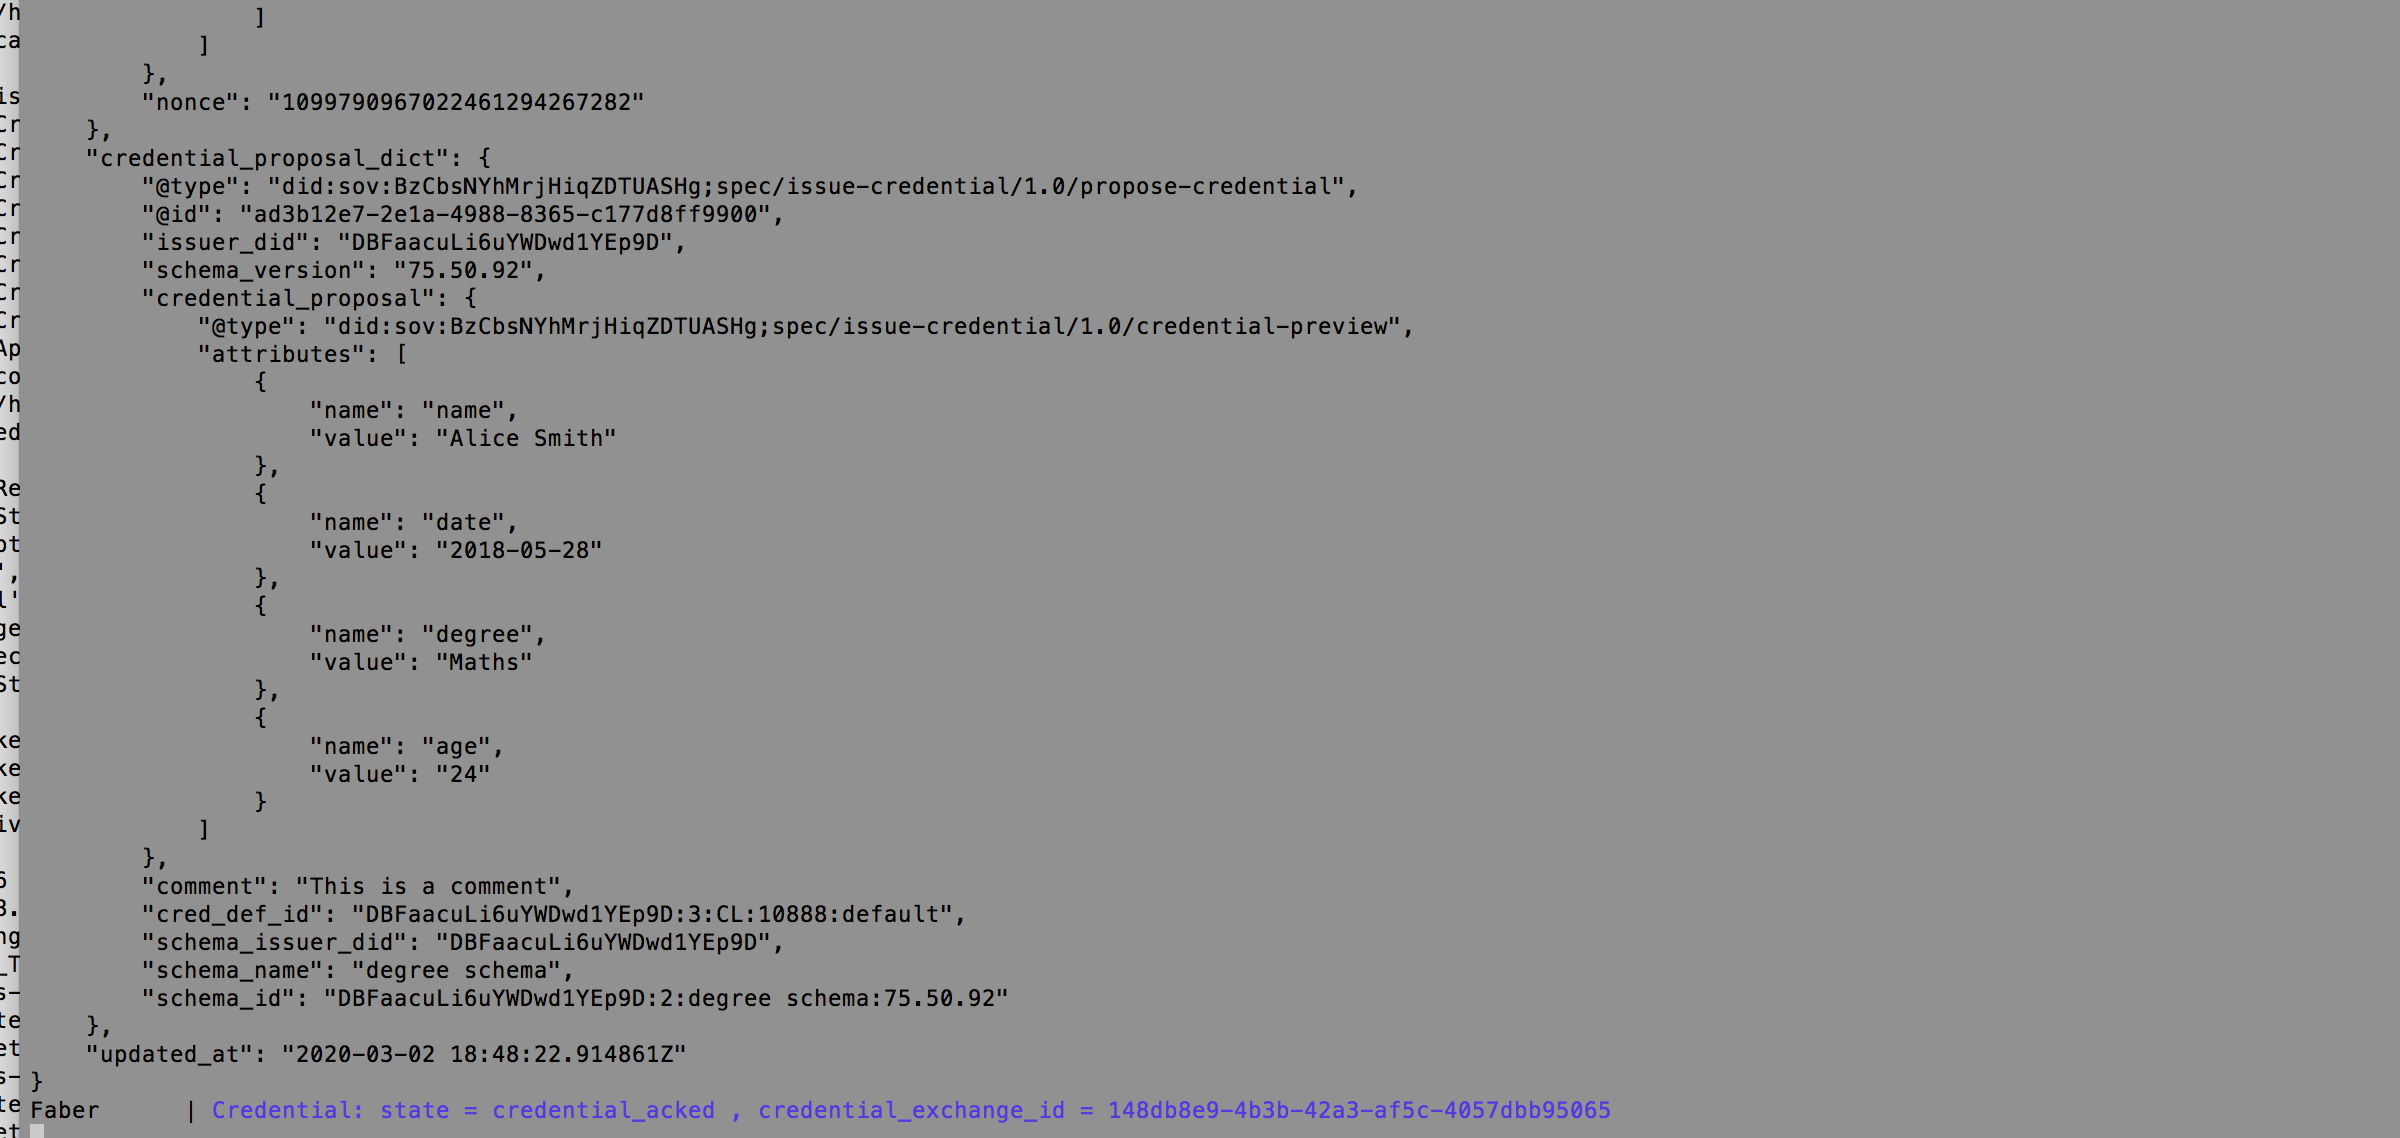 ]
]
},
"nonce": "1099790967022461294267282"
},
"credential_proposal_dict": {
"@type": "did:sov:BzCbsNYhMrjHiqZDTUASHg;spec/issue-credential/1.0/propose-credential",
"@id": "ad3b12e7-2e1a-4988-8365-c177d8ff9900",
"issuer_did": "DBFaacuLi6uYWDwd1YEp9D",
"schema_version": "75.50.92",
"credential_proposal": {
"@type": "did:sov:BzCbsNYhMrjHiqZDTUASHg;spec/issue-credential/1.0/credential-preview",
"attributes": [
{
"name": "name",
"value": "Alice Smith"
},
{
"name": "date",
"value": "2018-05-28"
},
{
"name": "degree",
"value": "Maths"
},
{
"name": "age",
"value": "24"
}
]
},
"comment": "This is a comment",
"cred_def_id": "DBFaacuLi6uYWDwd1YEp9D:3:CL:10888:default",
"schema_issuer_did": "DBFaacuLi6uYWDwd1YEp9D",
"schema_name": "degree schema",
"schema_id": "DBFaacuLi6uYWDwd1YEp9D:2:degree schema:75.50.92"
},
"updated_at": "2020-03-02 18:48:22.914861Z"
}
Faber | Credential: state = credential_acked , credential_exchange_id = 148db8e9-4b3b-42a3-af5c-4057dbb95065